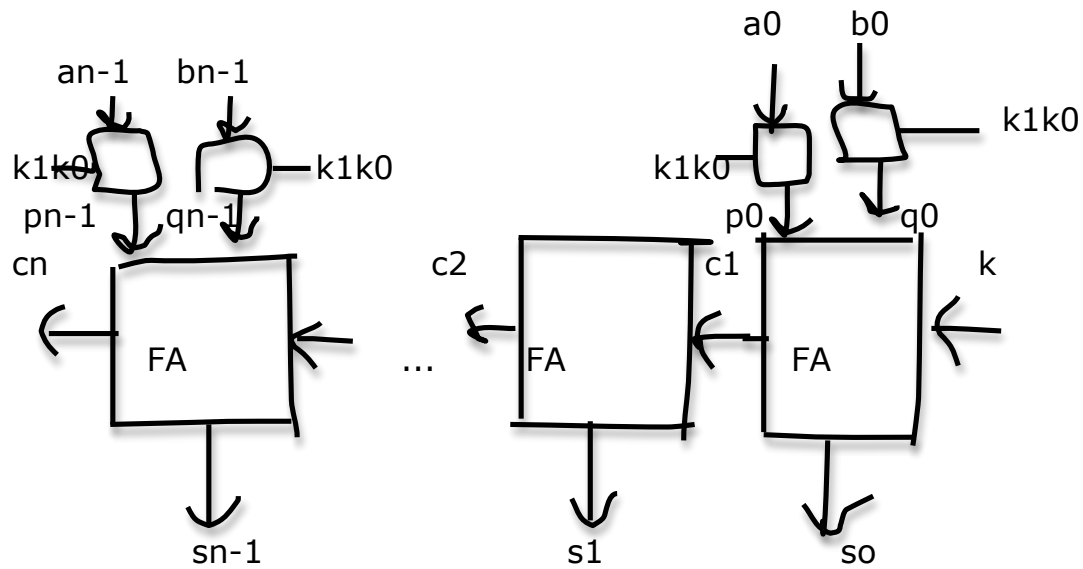 a0 b0
an-1 bn-1
k1k0 k1k0 k1k0 k1k0
pn-1 qn-1 p0 q0
cn c2 c1 k
FA ... FA FA
sn-1 s1 so